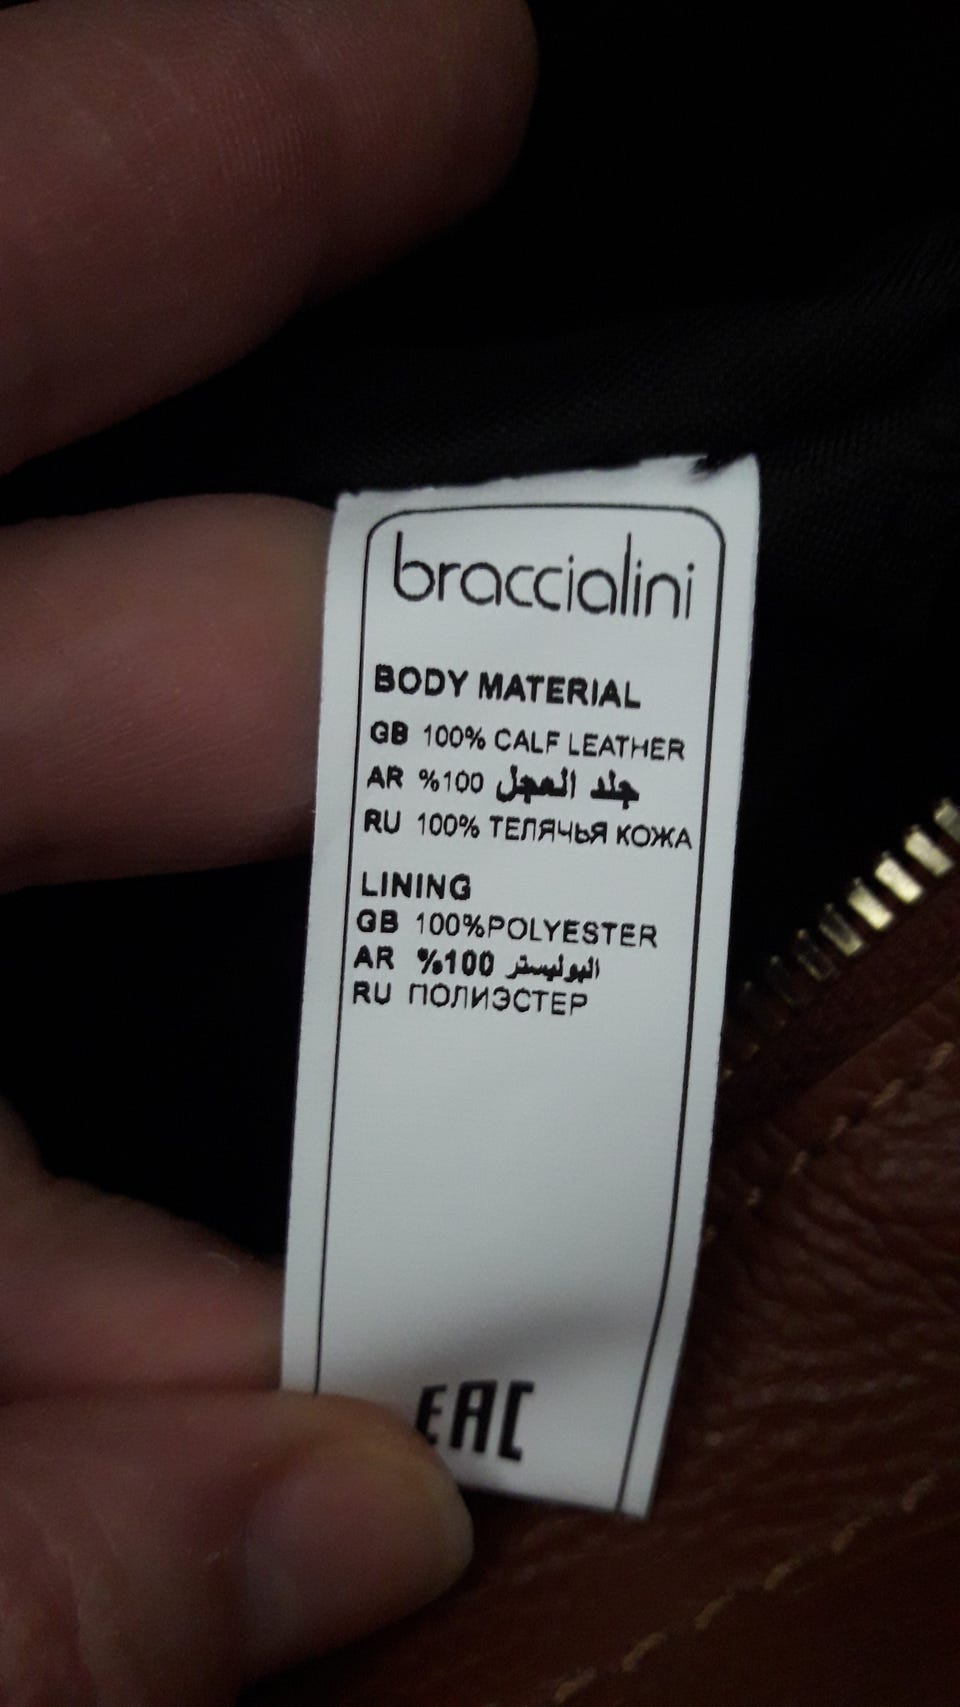 braccialini
BODY MATERIAL
GB 100% CALF LEATHER
AR %100 جلد العجل
RU 100% ТЕЛЯЧЬЯ КОЖА
LINING
GB 100%POLYESTER
AR %100 البوليستر
RU ПОЛИЭСТЕР
EAC